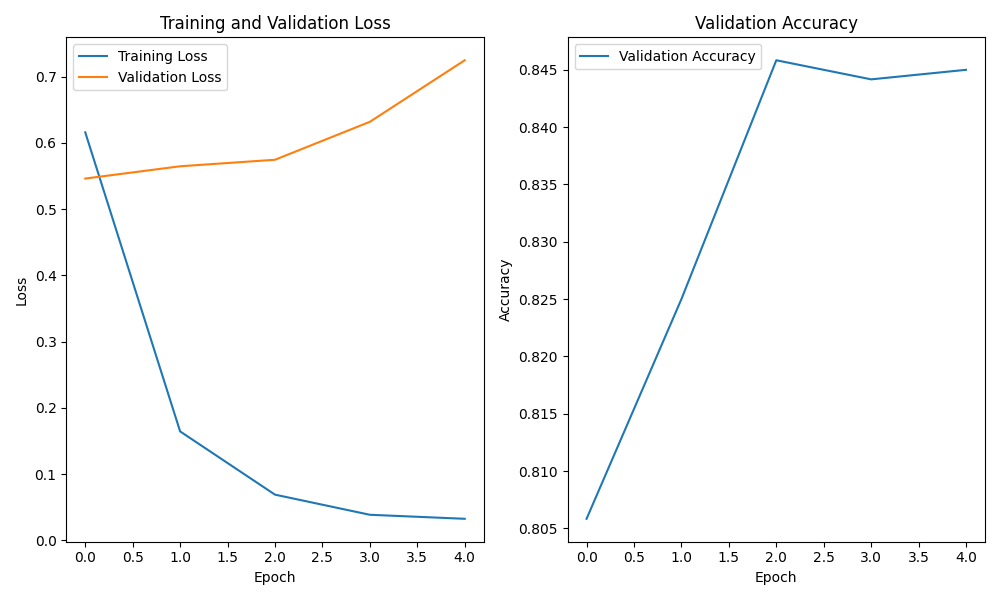 Training and Validation Loss
Training Loss
Validation Loss
0.7
0.6
0.5
0.4
0.3
0.2
0.1
0.0
Loss
0.0 0.5 1.0 1.5 2.0 2.5 3.0 3.5 4.0
Epoch
Validation Accuracy
Validation Accuracy
0.845
0.840
0.835
0.830
0.825
0.820
0.815
0.810
0.805
Accuracy
0.0 0.5 1.0 1.5 2.0 2.5 3.0 3.5 4.0
Epoch